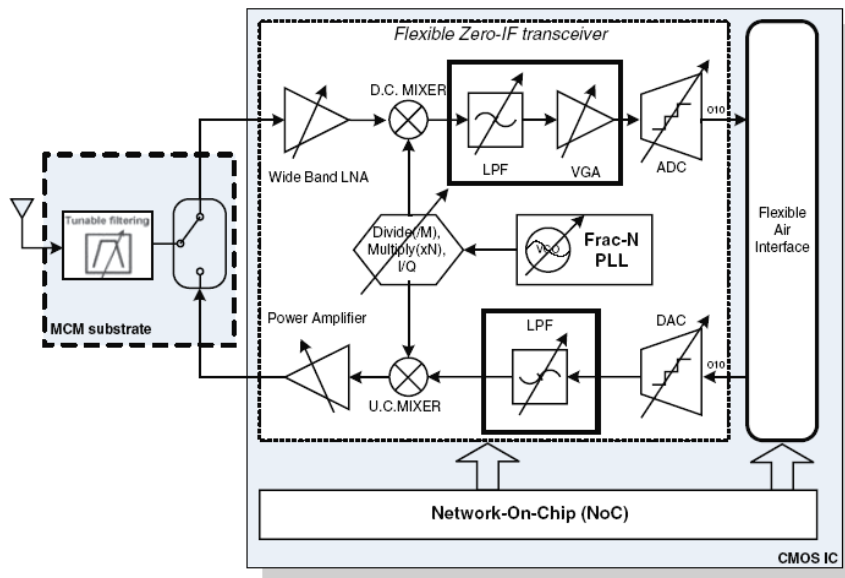 Flexible Zero-IF transceiver
D.C. MIXER
Wide Band LNA
LPF
VGA
ADC
010
Tunable filtering
MCM substrate
Divide(/M),
Multiply(xN),
I/Q
VCO
Frac-N
PLL
Flexible
Air
Interface
Power Amplifier
LPF
DAC
010
U.C.MIXER
Network-On-Chip (NoC)
CMOS IC